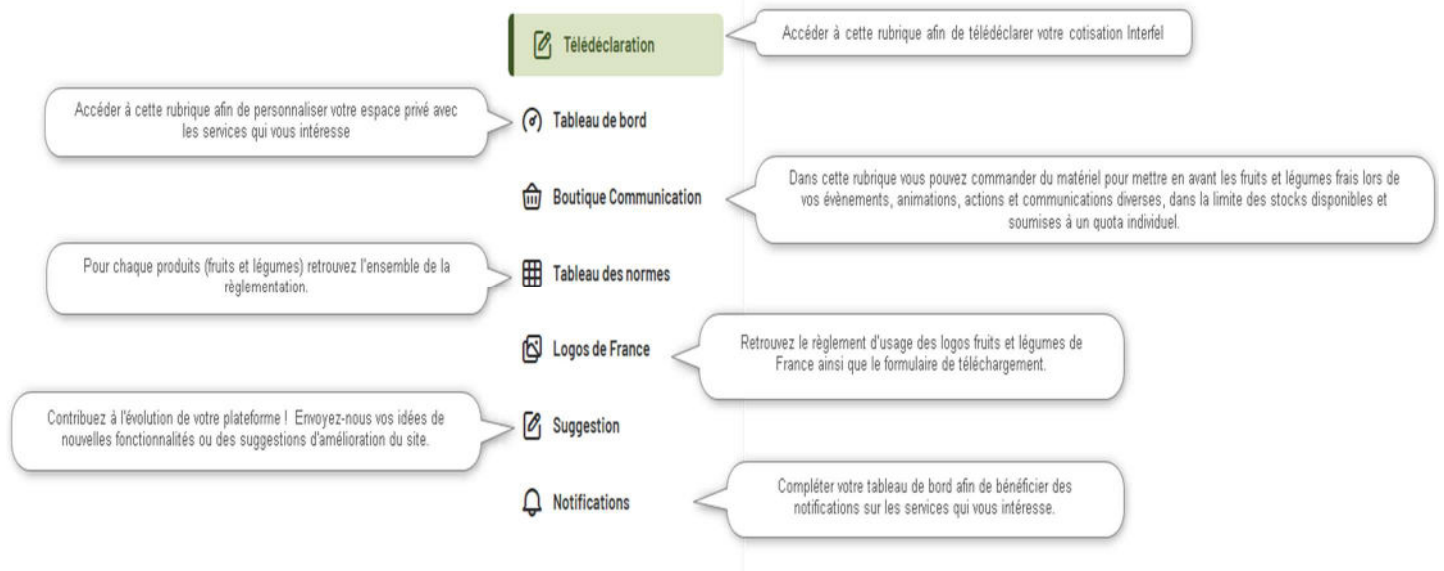 Télédéclaration
Accéder à cette rubrique afin de télédéclarer votre cotisation Interfel
Accéder à cette rubrique afin de personnaliser votre espace privé avec
les services qui vous intéresse
Tableau de bord
Boutique Communication
Dans cette rubrique vous pouvez commander du matériel pour mettre en avant les fruits et légumes frais lors de
vos évènements, animations, actions et communications diverses, dans la limite des stocks disponibles et
soumises à un quota individuel.
Pour chaque produits (fruits et légumes) retrouvez l'ensemble de la
règlementation.
Tableau des normes
Logos de France
Retrouvez le règlement d'usage des logos fruits et légumes de
France ainsi que le formulaire de téléchargement.
Contribuez à l'évolution de votre plateforme ! Envoyez-nous vos idées de
nouvelles fonctionnalités ou des suggestions d'amélioration du site.
Suggestion
Notifications
Compléter votre tableau de bord afin de bénéficier des
notifications sur les services qui vous intéresse.